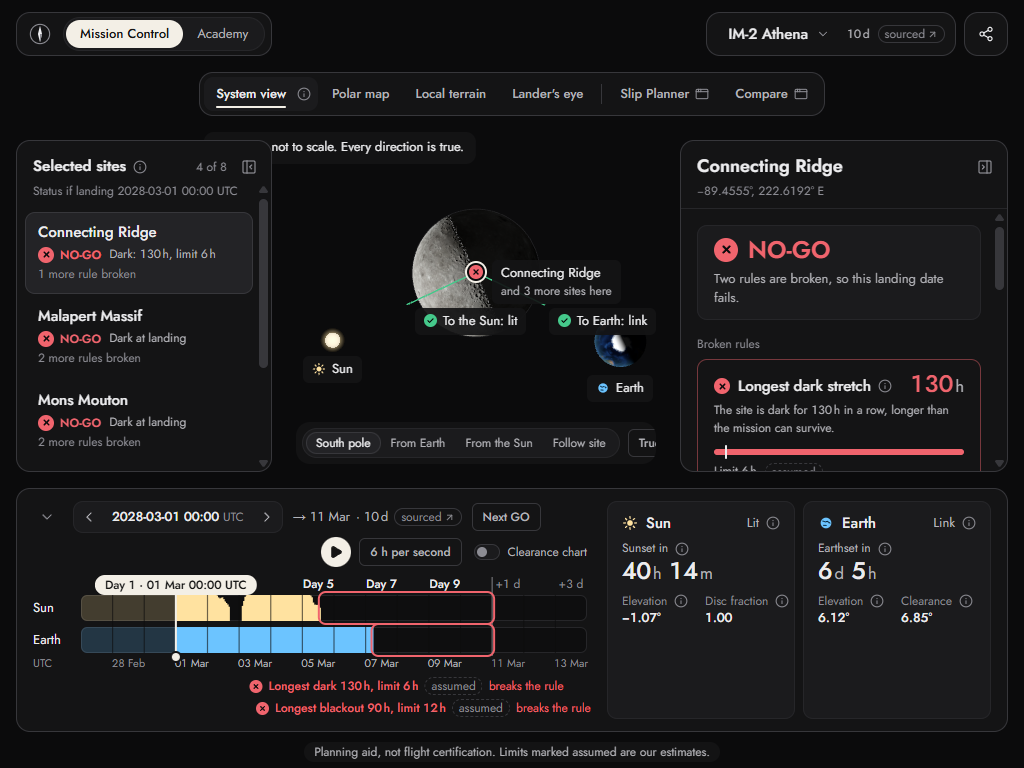 Mission Control
Academy
IM-2 Athena
10 d
sourced ↗
System view
Polar map
Local terrain
Lander's eye
Slip Planner
Compare
not to scale. Every direction is true.
Selected sites
4 of 8
Status if landing 2028-03-01 00:00 UTC
Connecting Ridge
NO-GO Dark: 130 h, limit 6 h
1 more rule broken
Malapert Massif
NO-GO Dark at landing
2 more rules broken
Mons Mouton
NO-GO Dark at landing
2 more rules broken
Connecting Ridge
and 3 more sites here
To the Sun: lit
To Earth: link
Sun
Earth
South pole
From Earth
From the Sun
Follow site
Connecting Ridge
−89.4555°, 222.6192° E
NO-GO
Two rules are broken, so this landing date
fails.
Broken rules
Longest dark stretch
130 h
The site is dark for 130 h in a row, longer than
the mission can survive.
Limit 6 h assumed
2028-03-01 00:00 UTC
→ 11 Mar · 10 d sourced ↗
Next GO
6 h per second
Clearance chart
Day 1 · 01 Mar 00:00 UTC
Day 5
Day 7
Day 9
+1 d
+3 d
Sun
Earth
UTC
28 Feb
01 Mar
03 Mar
05 Mar
07 Mar
09 Mar
11 Mar
13 Mar
Longest dark 130 h, limit 6 h assumed breaks the rule
Longest blackout 90 h, limit 12 h assumed breaks the rule
Sun
Lit
Sunset in
40 h 14 m
Elevation
Disc fraction
−1.07°
1.00
Earth
Link
Earthset in
6 d 5 h
Elevation
Clearance
6.12°
6.85°
Planning aid, not flight certification. Limits marked assumed are our estimates.